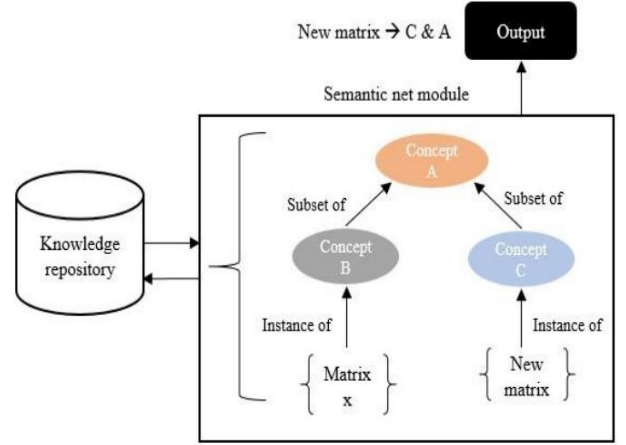 New matrix → C & A
Output
Semantic net module
Concept
A
Subset of
Subset of
Knowledge
repository
Concept
B
Concept
C
Instance of
Instance of
Matrix
x
New
matrix